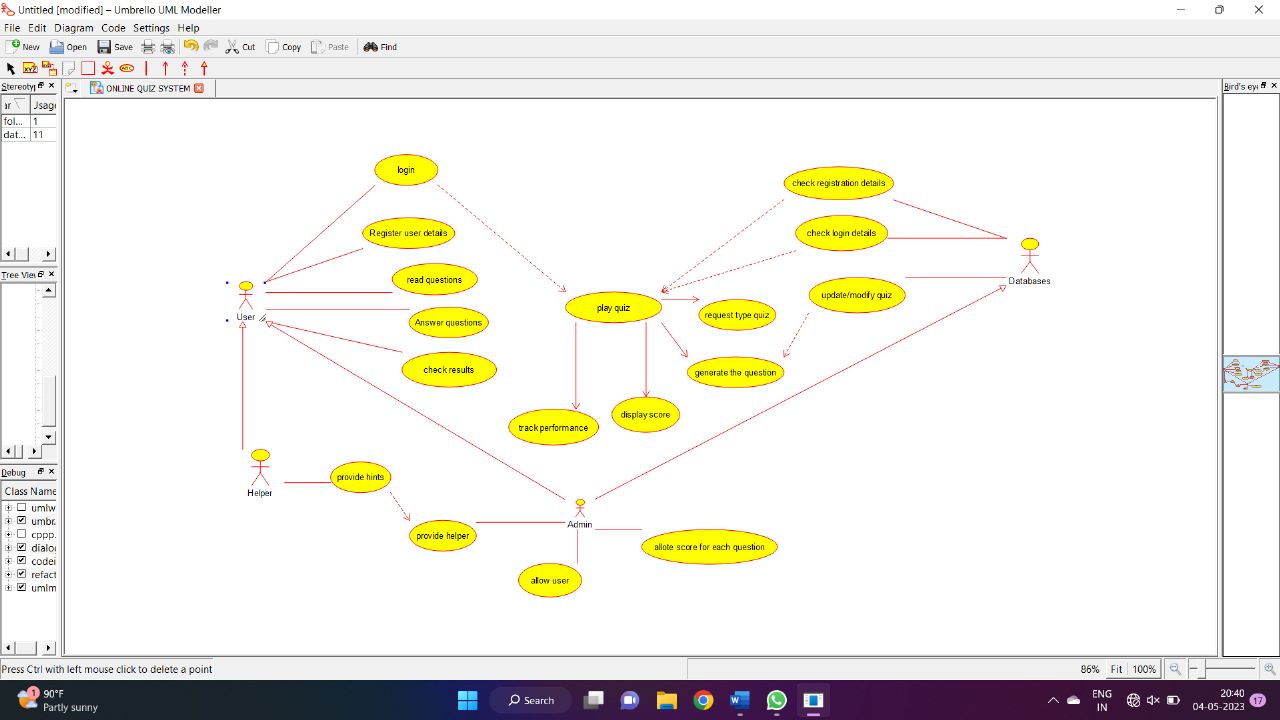 Untitled [modified] – Umbrello UML Modeller
File Edit Diagram Code Settings Help
New Open Save Cut Copy Paste Find
Stereoty
ONLINE QUIZ SYSTEM
Bird's eye
Jsage
fol... 1
dat... 11
login
check registration details
Register user details
check login details
read questions
Databases
Tree Vie
update/modify quiz
play quiz
User
request type quiz
Answer questions
check results
generate the question
display score
track performance
Debug
provide hints
Helper
Class Name
umlw
umbr.
Admin
cppp.
provide helper
dialo
allote score for each question
codei
refact
allow user
umlm
Press Ctrl with left mouse click to delete a point
86% Fit 100%
1
90°F
Partly sunny
Search
ENG
IN
20:40
04-05-2023
17